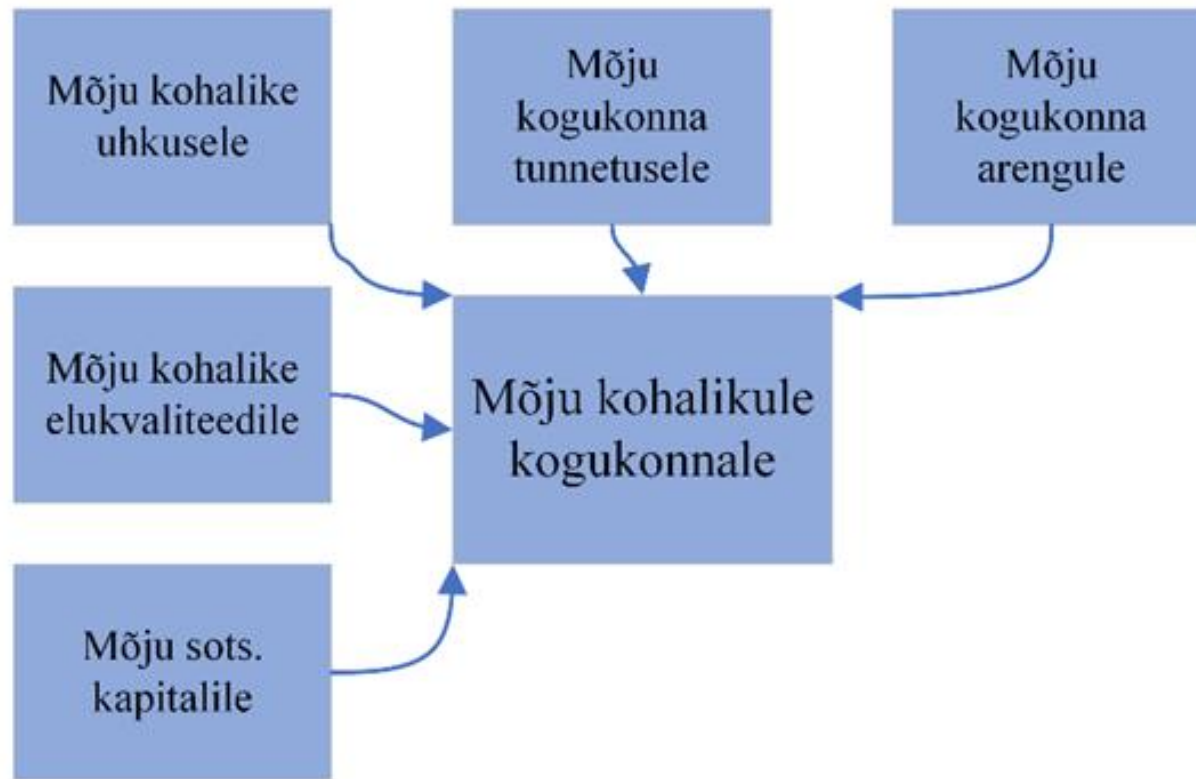 Mõju kohalike
uhkusele
Mõju
kogukonna
tunnetusele
Mõju
kogukonna
arengule
Mõju kohalike
elukvaliteedile
Mõju kohalikule
kogukonnale
Mõju sots.
kapitalile